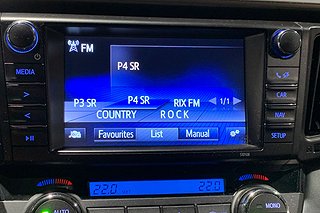 FM
MEDIA
P4 SR
P3 SR P4 SR RIX FM 1/1
COUNTRY ROCK
Favourites List Manual
CAR
NAV
SETUP
22.0 22.0
AUTO
MONO